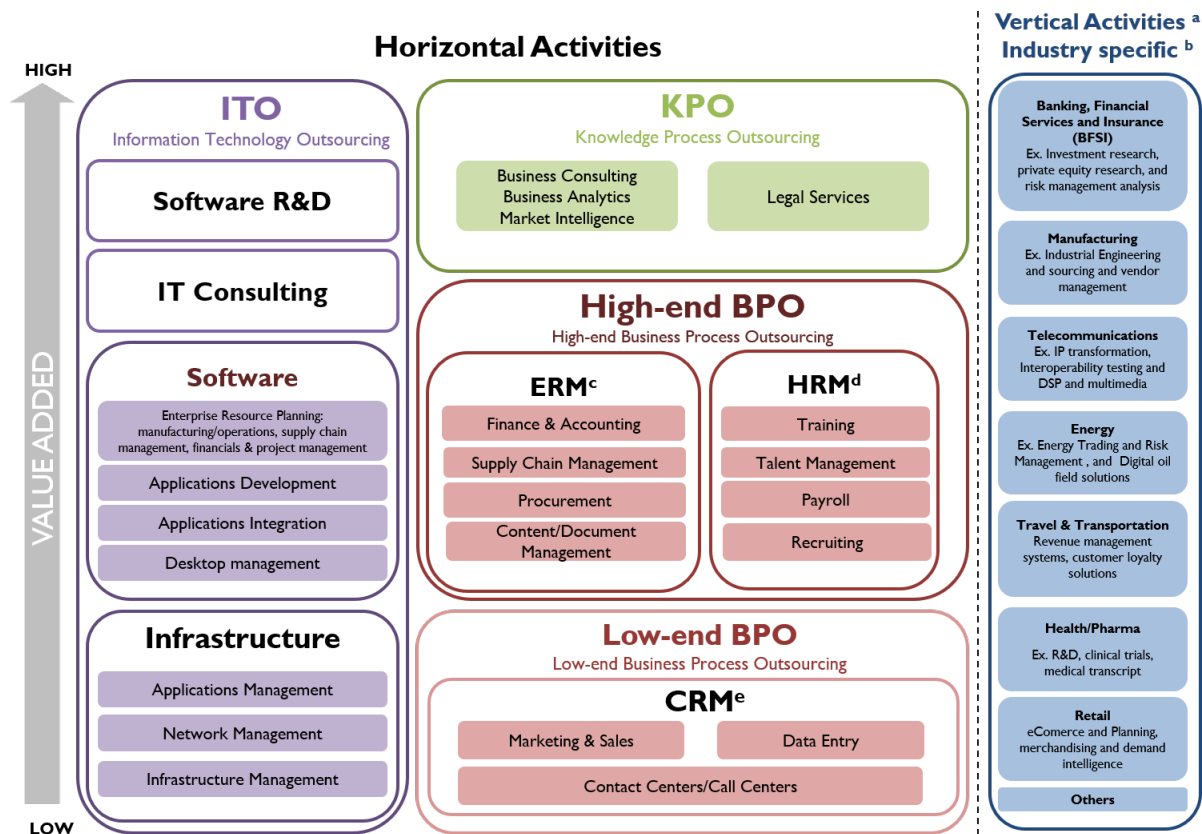 Horizontal Activities
Vertical Activities a
Industry specific b
HIGH
VALUE ADDED
LOW
ITO
Information Technology Outsourcing
Software R&D
IT Consulting
Software
Enterprise Resource Planning:
manufacturing/operations, supply chain
management, financials & project management
Applications Development
Applications Integration
Desktop management
Infrastructure
Applications Management
Network Management
Infrastructure Management
KPO
Knowledge Process Outsourcing
Business Consulting
Business Analytics
Market Intelligence
Legal Services
High-end BPO
High-end Business Process Outsourcing
ERMc
Finance & Accounting
Supply Chain Management
Procurement
Content/Document
Management
HRMd
Training
Talent Management
Payroll
Recruiting
Low-end BPO
Low-end Business Process Outsourcing
CRMe
Marketing & Sales
Data Entry
Contact Centers/Call Centers
Banking, Financial
Services and Insurance
(BFSI)
Ex. Investment research,
private equity research, and
risk management analysis
Manufacturing
Ex. Industrial Engineering
and sourcing and vendor
management
Telecommunications
Ex. IP transformation,
Interoperability testing and
DSP and multimedia
Energy
Ex. Energy Trading and Risk
Management , and Digital oil
field solutions
Travel & Transportation
Revenue management
systems, customer loyalty
solutions
Health/Pharma
Ex. R&D, clinical trials,
medical transcript
Retail
eComerce and Planning,
merchandising and demand
intelligence
Others